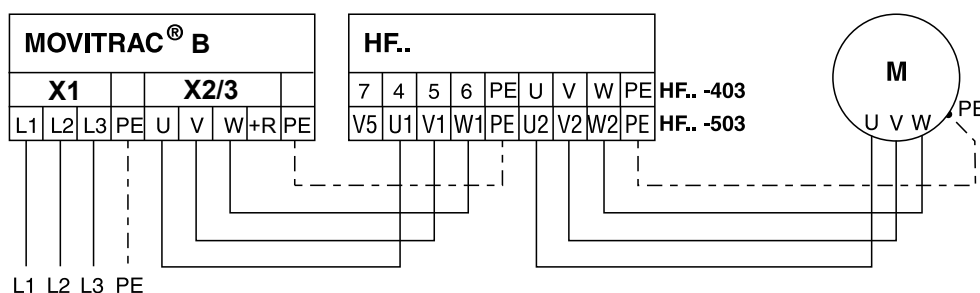 MOVITRAC® B
HF..
M
X1 X2/3
7 4 5 6 PE U V W PE HF.. -403
L1 L2 L3 PE U V W +R PE
V5 U1 V1 W1 PE U2 V2 W2 PE HF.. -503
U V W PE
L1 L2 L3 PE